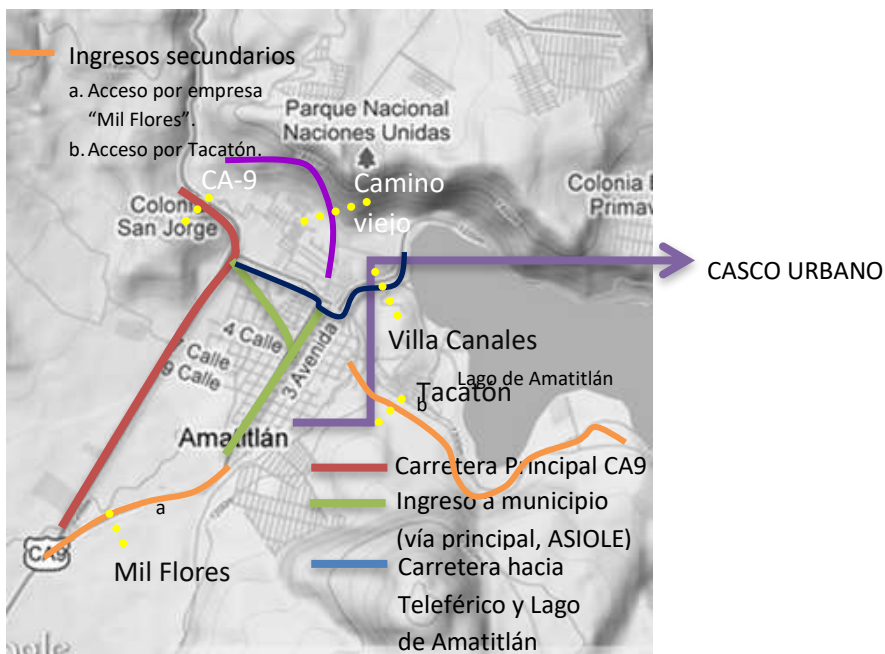 Ingresos secundarios
a. Acceso por empresa
“Mil Flores”.
b. Acceso por Tacatón.
Parque Nacional
Naciones Unidas
CA-9
Camino
viejo
Coloni
San Jorge
Colonia E
Primav
CASCO URBANO
4 Calle
Calle
9 Calle
3 Avenida
Villa Canales
Lago de Amatitlán
Tacatón
b
Amatitlán
Carretera Principal CA9
a
Ingreso a municipio
(vía principal, ASIOLE)
CA9
Mil Flores
Carretera hacia
Teleférico y Lago
de Amatitlán